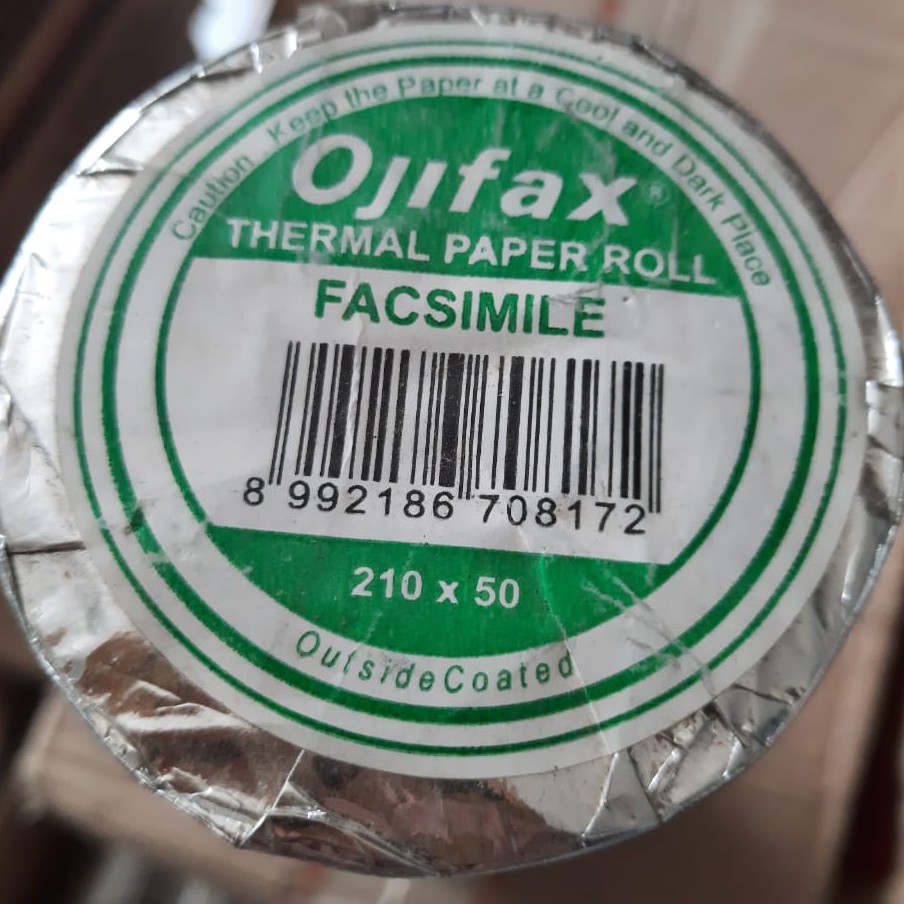 Caution Keep the Paper at a Cool and Dark Place
Ojifax®
THERMAL PAPER ROLL
FACSIMILE
8 992186 708172
210 x 50
OutsideCoated